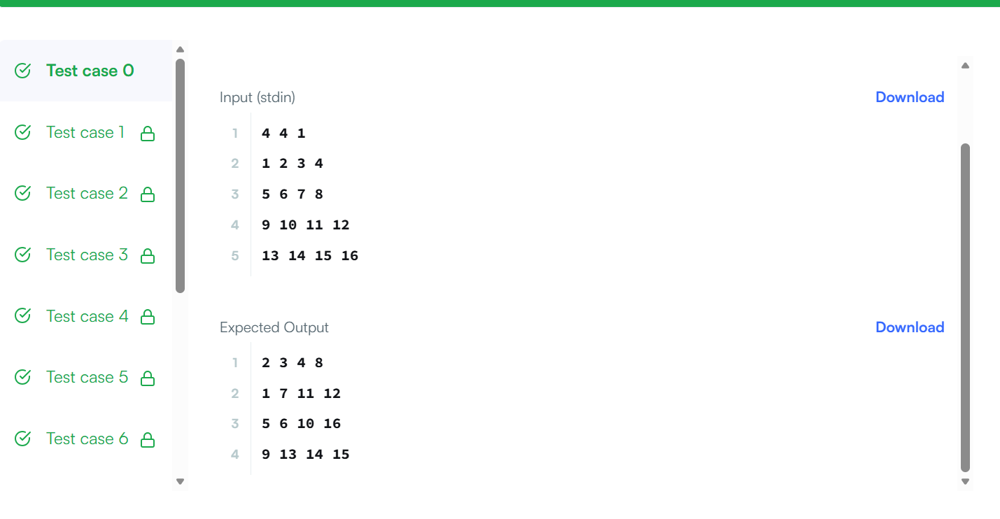 Test case 0
Test case 1
Test case 2
Test case 3
Test case 4
Test case 5
Test case 6
Input (stdin)
Download
1 4 4 1
2 1 2 3 4
3 5 6 7 8
4 9 10 11 12
5 13 14 15 16
Expected Output
Download
1 2 3 4 8
2 1 7 11 12
3 5 6 10 16
4 9 13 14 15